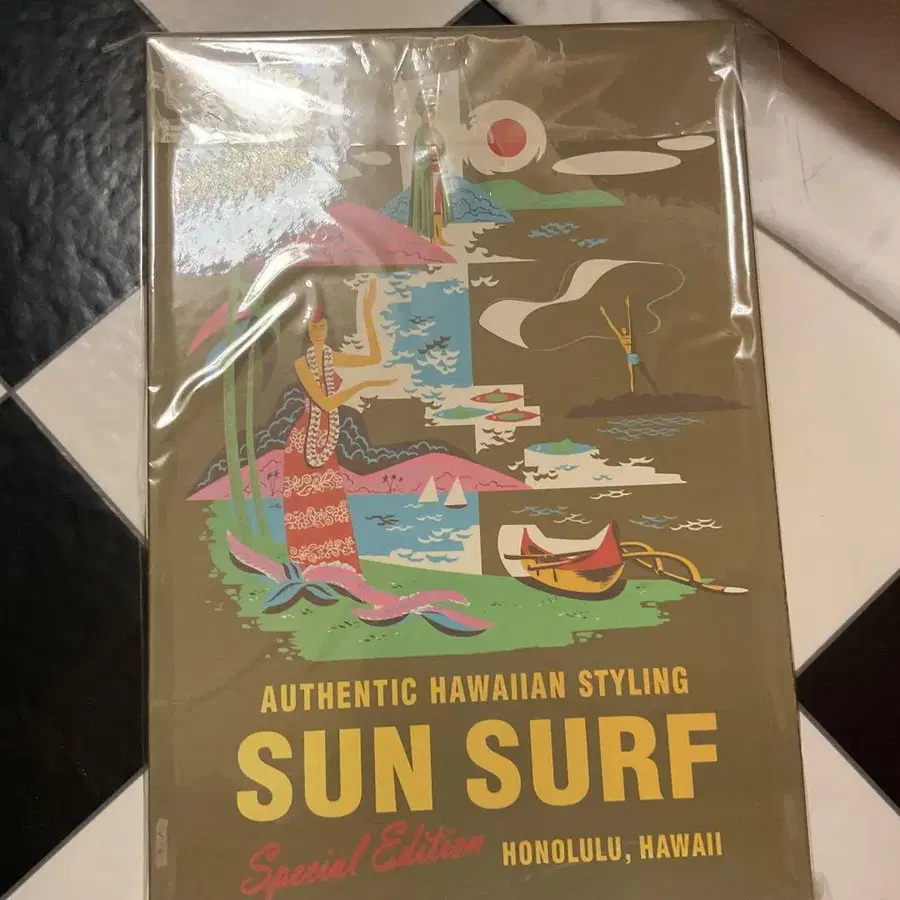 AUTHENTIC HAWAIIAN STYLING
SUN SURF
Special Edition HONOLULU, HAWAII